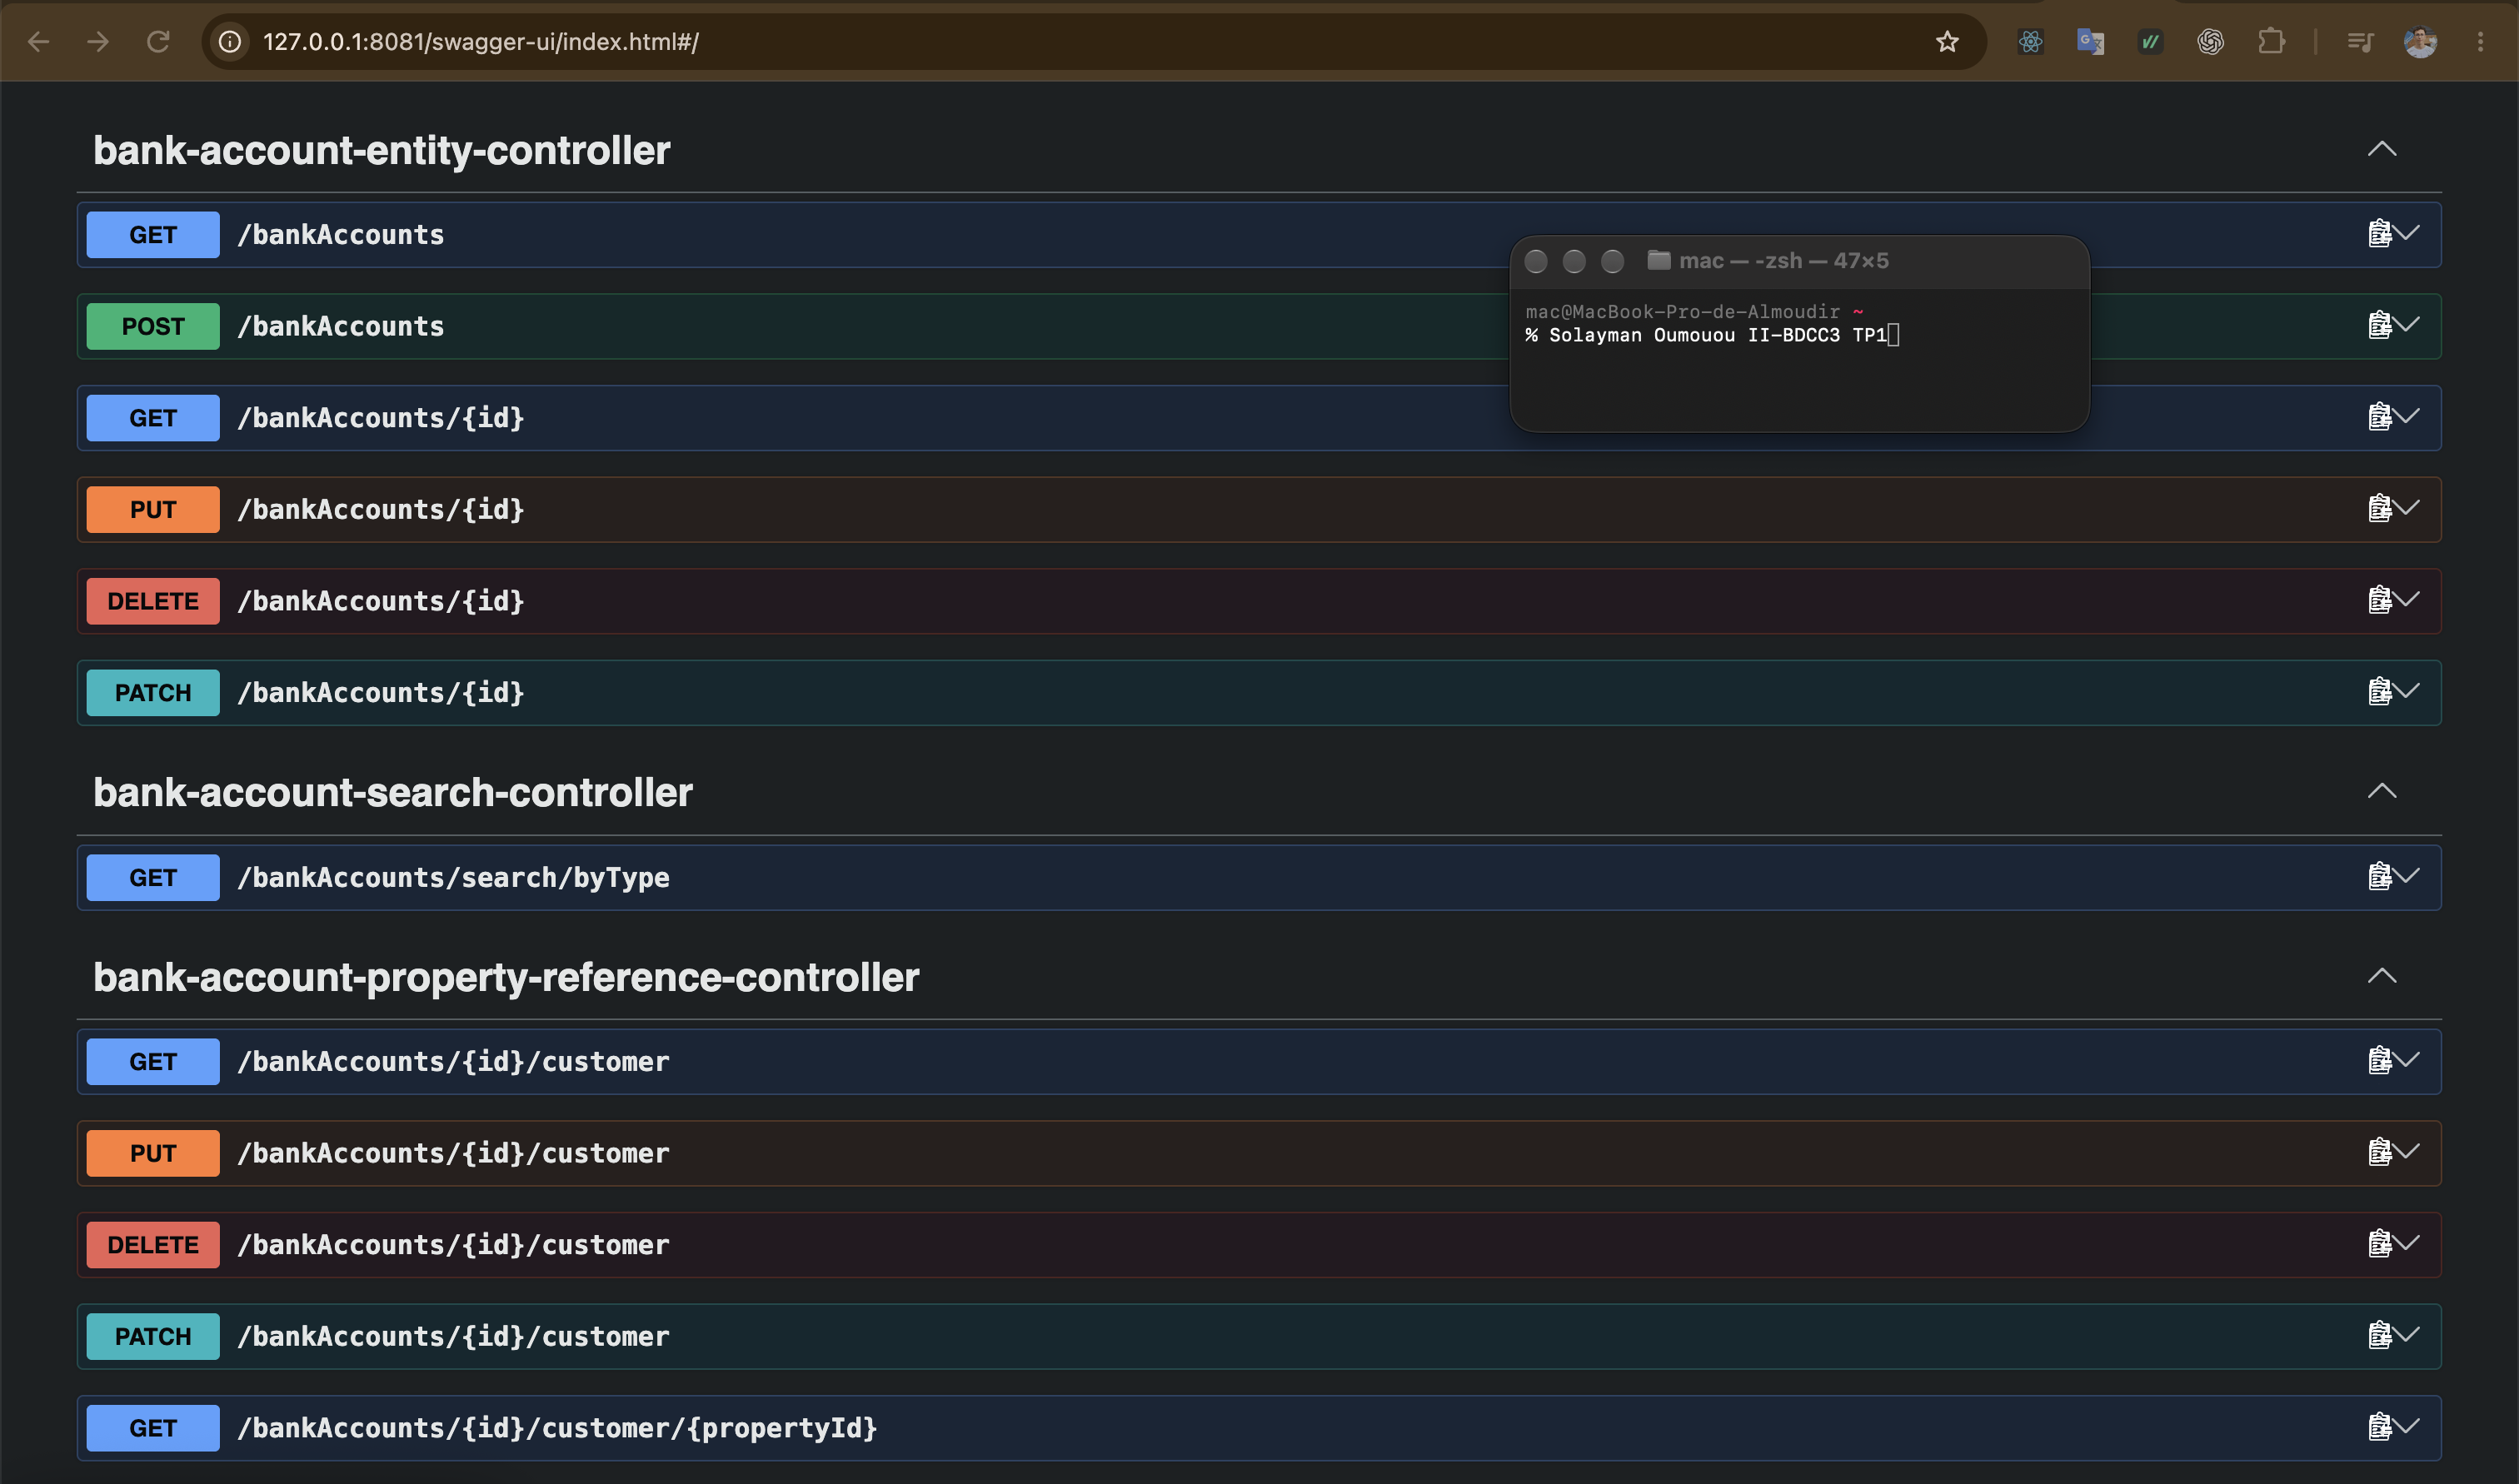 127.0.0.1:8081/swagger-ui/index.html#/
bank-account-entity-controller
GET /bankAccounts
mac — -zsh — 47×5
mac@MacBook-Pro-de-Almoudir ~
% Solayman Oumouou II-BDCC3 TP1
POST /bankAccounts
GET /bankAccounts/{id}
PUT /bankAccounts/{id}
DELETE /bankAccounts/{id}
PATCH /bankAccounts/{id}
bank-account-search-controller
GET /bankAccounts/search/byType
bank-account-property-reference-controller
GET /bankAccounts/{id}/customer
PUT /bankAccounts/{id}/customer
DELETE /bankAccounts/{id}/customer
PATCH /bankAccounts/{id}/customer
GET /bankAccounts/{id}/customer/{propertyId}